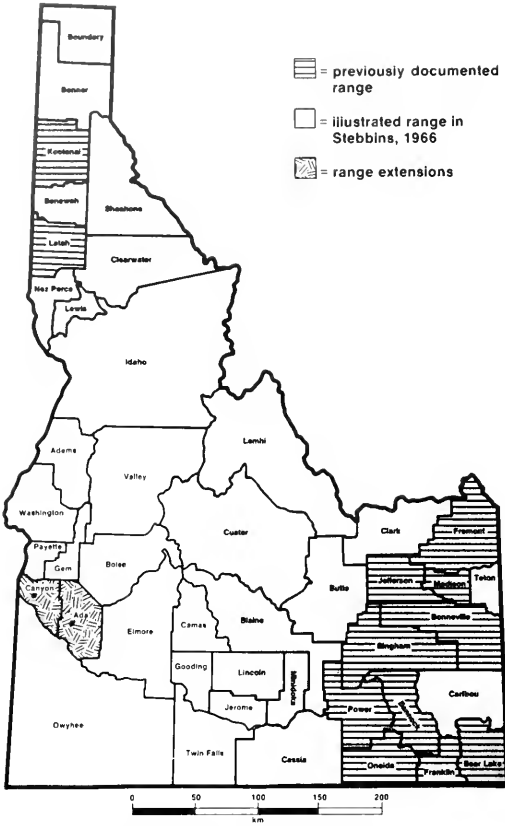 Boundary
Bonner
= previously documented
range
= illustrated range in
Stebbins, 1966
= range extensions
Kootenai
Benewah
Shoshone
Latah
Clearwater
Nez Perce
Lewis
Idaho
Adams
Lemhi
Valley
Washington
Custer
Clark
Fremont
Payette
Gem
Boise
Butte
Jefferson
Madison
Teton
Canyon
Ada
Elmore
Camas
Blaine
Bonneville
Bingham
Gooding
Lincoln
Minidoka
Jerome
Caribou
Power
Owyhee
Twin Falls
Cassia
Oneida
Franklin
Bear Lake
0 50 100 150 200
km